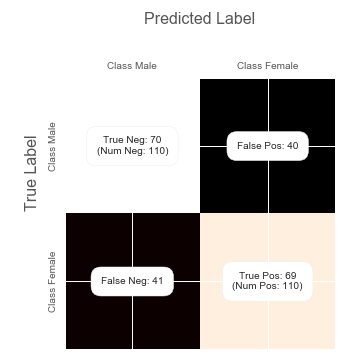 Predicted Label
Class Male
Class Female
True Label
Class Male
True Neg: 70
(Num Neg: 110)
False Pos: 40
Class Female
False Neg: 41
True Pos: 69
(Num Pos: 110)